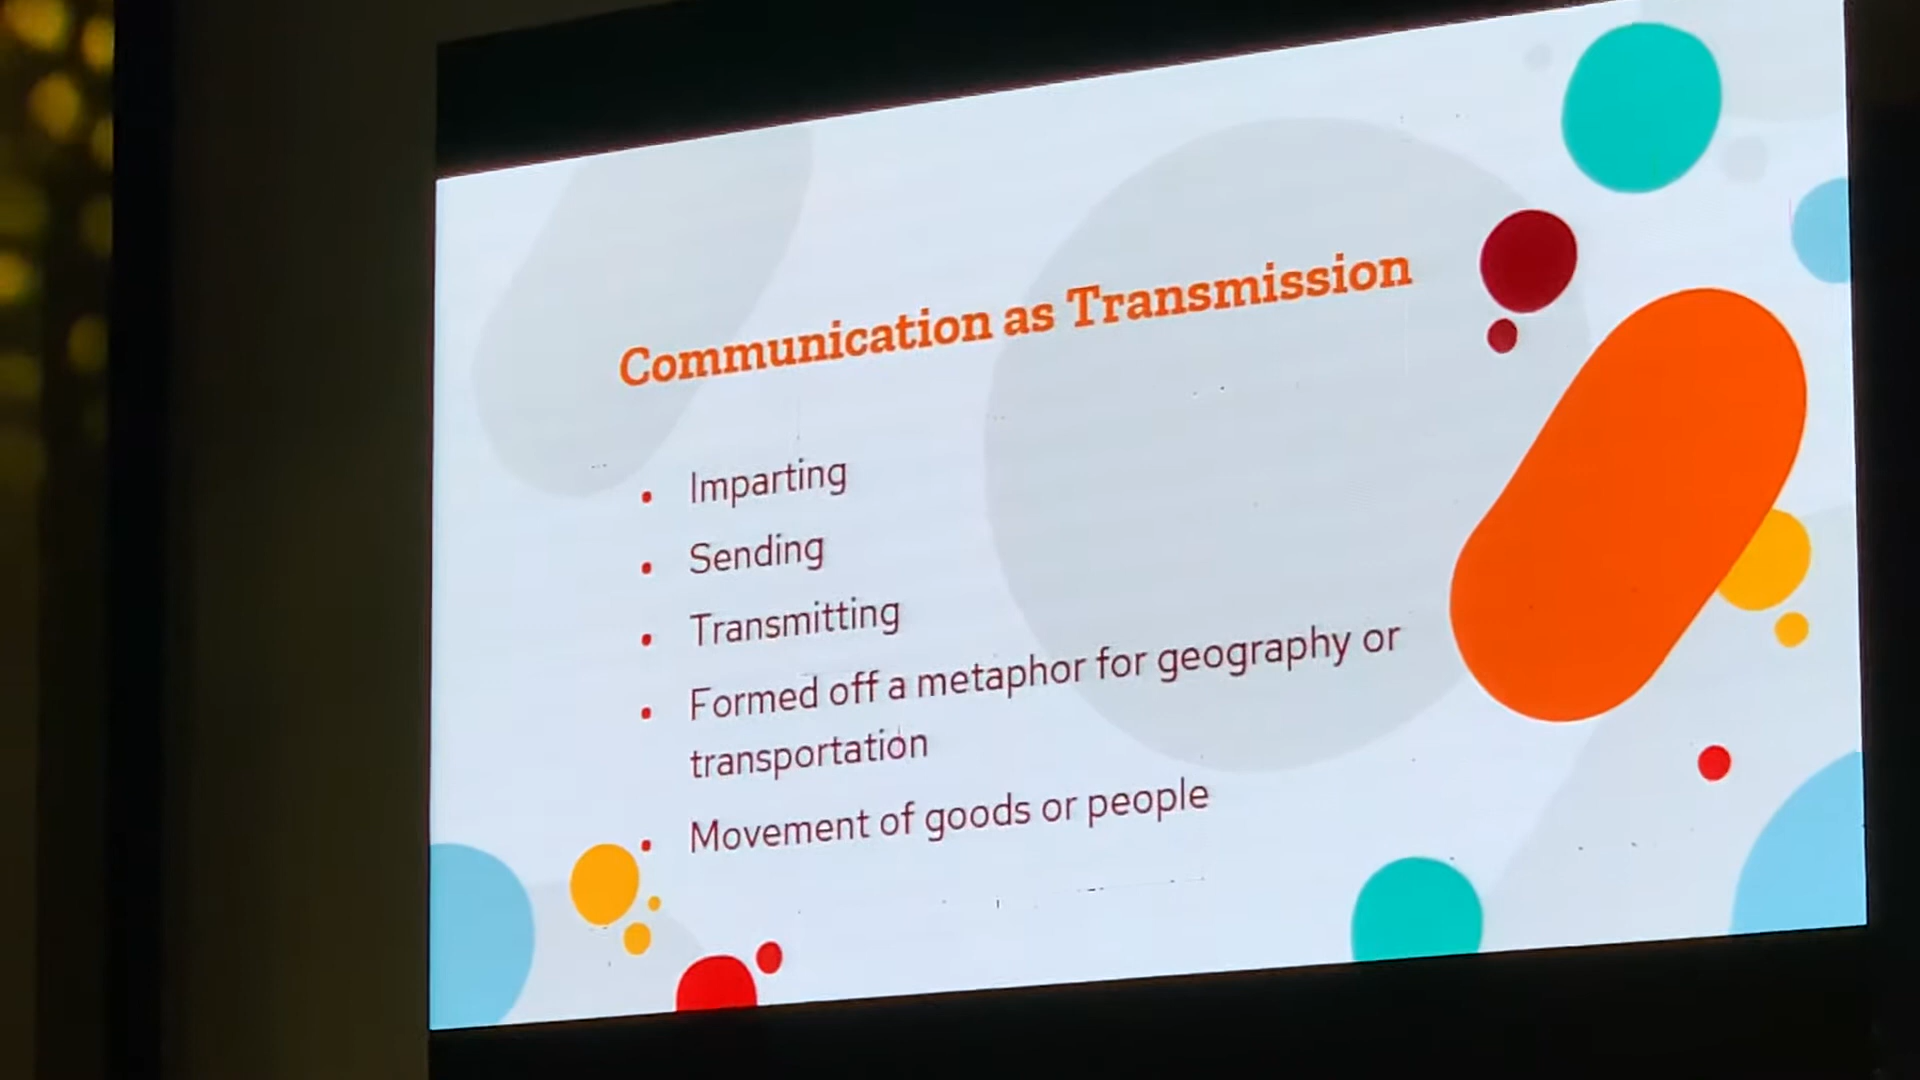 Communication as Transmission
• Imparting
• Sending
• Transmitting
• Formed off a metaphor for geography or
transportation
• Movement of goods or people